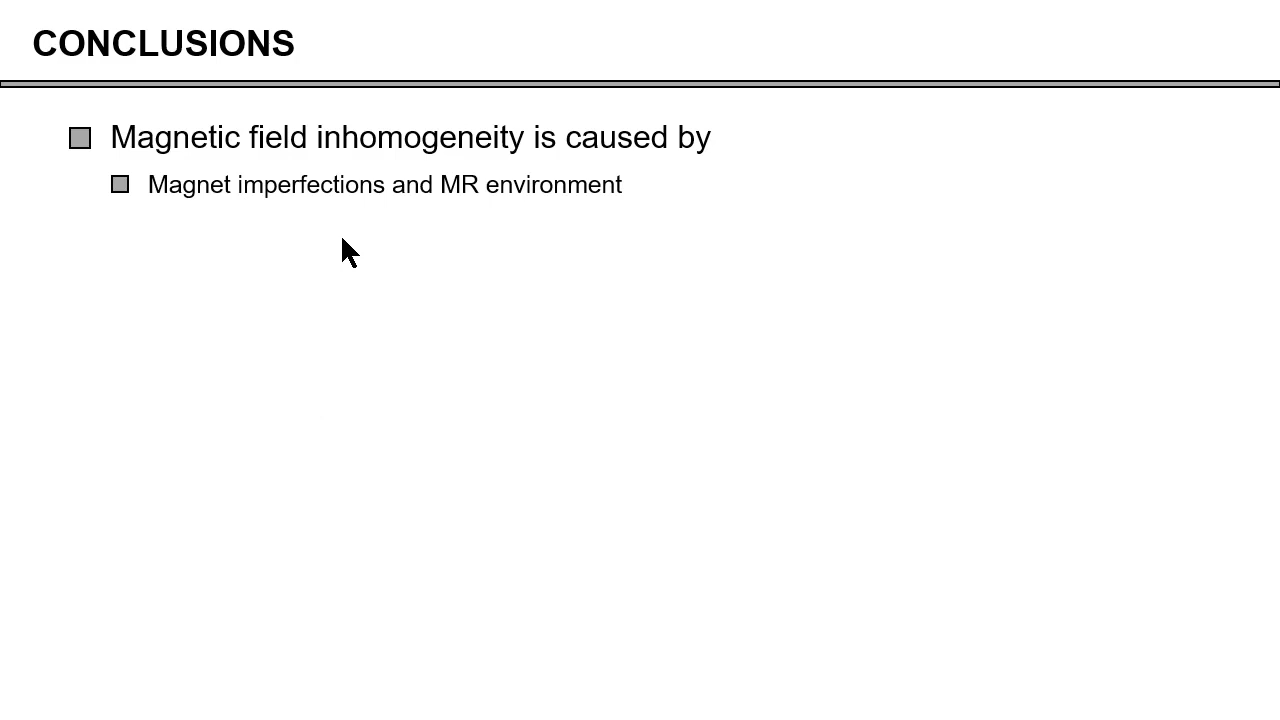 CONCLUSIONS
Magnetic field inhomogeneity is caused by
Magnet imperfections and MR environment